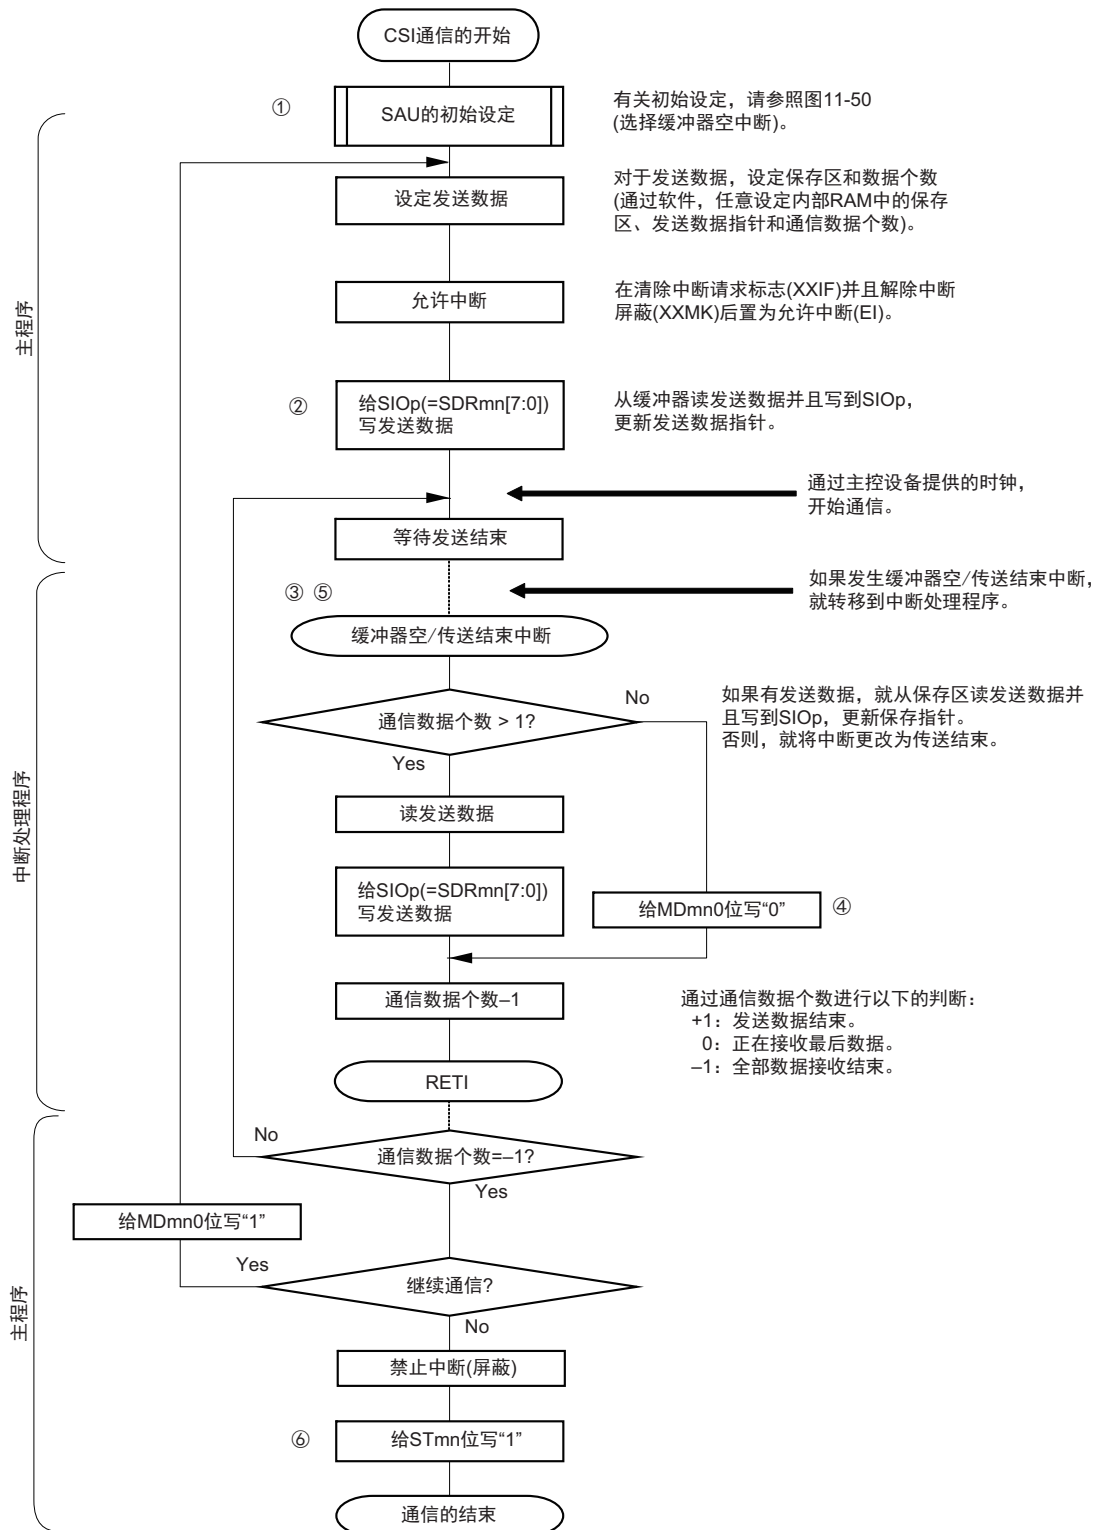 CSI通信的开始
①
SAU的初始设定
有关初始设定，请参照图11-50
(选择缓冲器空中断)。
设定发送数据
对于发送数据，设定保存区和数据个数
(通过软件，任意设定内部RAM中的保存
区、发送数据指针和通信数据个数)。
主程序
允许中断
在清除中断请求标志(XXIF)并且解除中断
屏蔽(XXMK)后置为允许中断(EI)。
②
给SIOp(=SDRmn[7:0])
写发送数据
从缓冲器读发送数据并且写到SIOp，
更新发送数据指针。
通过主控设备提供的时钟，
开始通信。
等待发送结束
③ ⑤
如果发生缓冲器空/传送结束中断，
就转移到中断处理程序。
缓冲器空/传送结束中断
No
通信数据个数 > 1?
如果有发送数据，就从保存区读发送数据并
且写到SIOp，更新保存指针。
否则，就将中断更改为传送结束。
Yes
中断处理程序
读发送数据
给SIOp(=SDRmn[7:0])
写发送数据
给MDmn0位写“0”
④
通信数据个数–1
通过通信数据个数进行以下的判断：
+1：发送数据结束。
0：正在接收最后数据。
–1：全部数据接收结束。
RETI
No
通信数据个数=–1?
Yes
给MDmn0位写“1”
Yes
继续通信?
主程序
No
禁止中断(屏蔽)
⑥
给STmn位写“1”
通信的结束